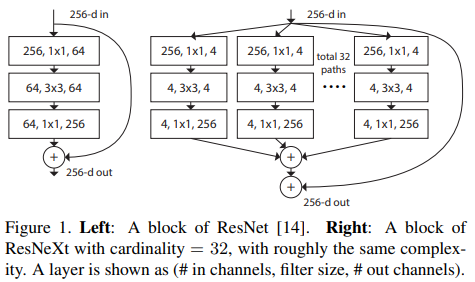 256-d in
256, 1x1, 64
64, 3x3, 64
64, 1x1, 256
+
256-d out
256-d in
256, 1x1, 4
256, 1x1, 4
total 32
paths
256, 1x1, 4
4, 3x3, 4
4, 3x3, 4
....
4, 3x3, 4
4, 1x1, 256
4, 1x1, 256
4, 1x1, 256
+
+
256-d out
Figure 1. Left: A block of ResNet [14]. Right: A block of
ResNeXt with cardinality = 32, with roughly the same complex-
ity. A layer is shown as (# in channels, filter size, # out channels).